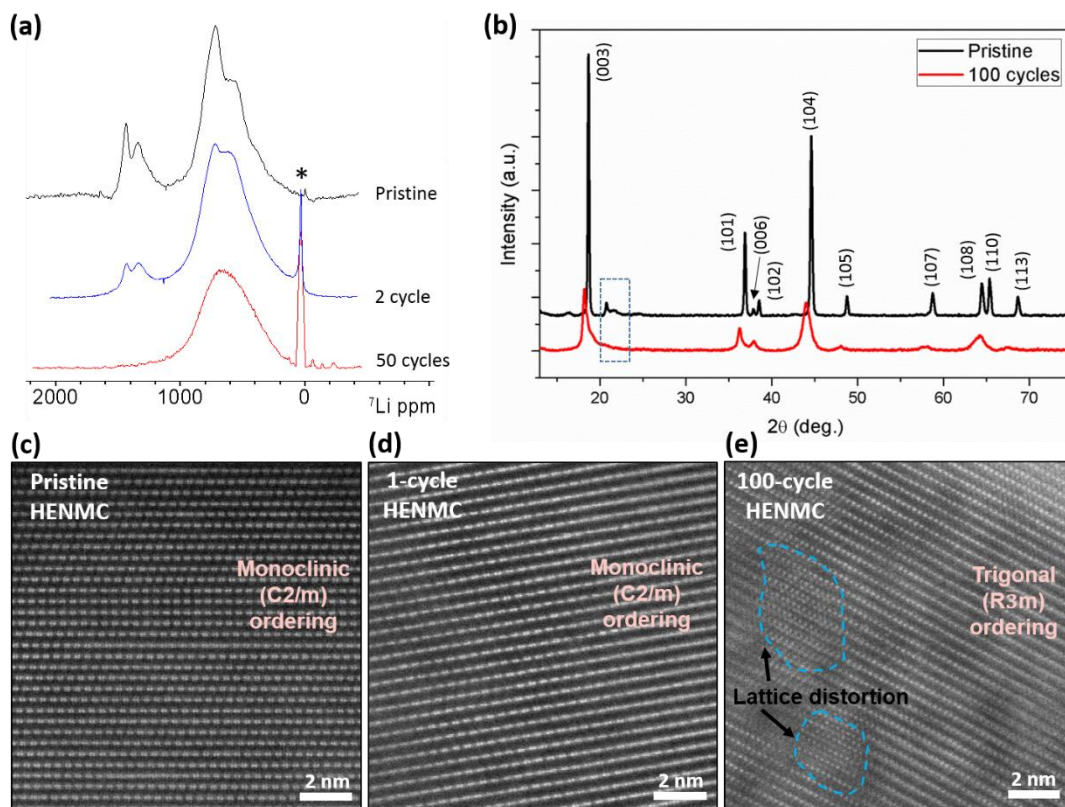 (a)
*
Pristine
2 cycle
50 cycles
2000
1000
0
⁷Li ppm
(b)
Pristine
100 cycles
(003)
(101)
(006)
(102)
(104)
(105)
(107)
(108)
(110)
(113)
Intensity (a.u.)
20
30
40
50
60
70
2θ (deg.)
(c)
Pristine
HENMC
Monoclinic
(C2/m)
ordering
2 nm
(d)
1-cycle
HENMC
Monoclinic
(C2/m)
ordering
2 nm
(e)
100-cycle
HENMC
Trigonal
(R3m)
ordering
Lattice distortion
2 nm